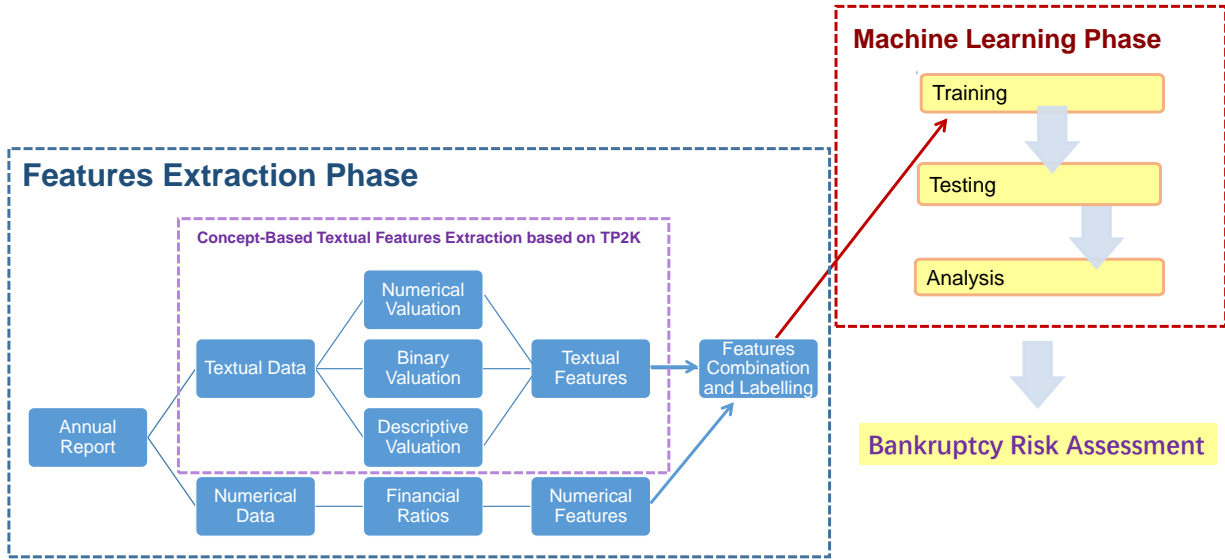 Machine Learning Phase
Training
Testing
Analysis
Features Extraction Phase
Concept-Based Textual Features Extraction based on TP2K
Numerical
Valuation
Textual Data
Binary
Valuation
Textual
Features
Features
Combination
and Labelling
Annual
Report
Descriptive
Valuation
Numerical
Data
Financial
Ratios
Numerical
Features
Bankruptcy Risk Assessment